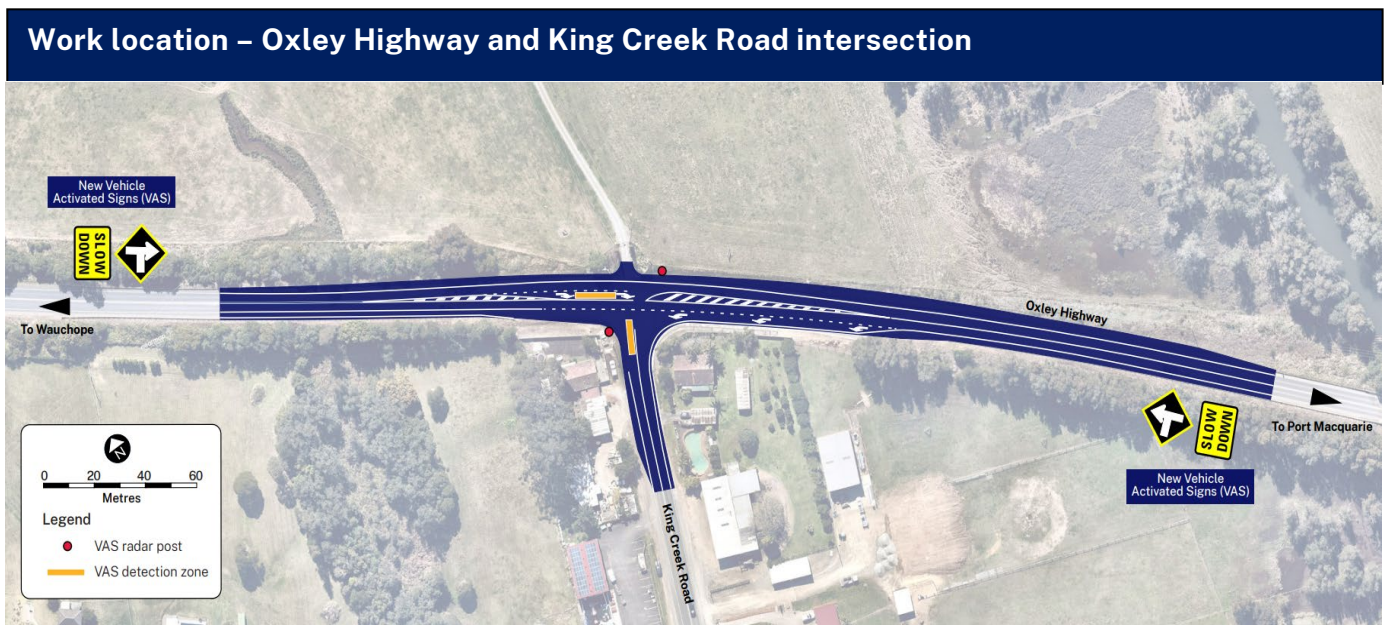 Work location – Oxley Highway and King Creek Road intersection
New Vehicle
Activated Signs (VAS)
SLOW
DOWN
To Wauchope
Oxley Highway
To Port Macquarie
SLOW
DOWN
New Vehicle
Activated Signs (VAS)
King Creek Road
N
0 20 40 60
Metres
Legend
VAS radar post
VAS detection zone